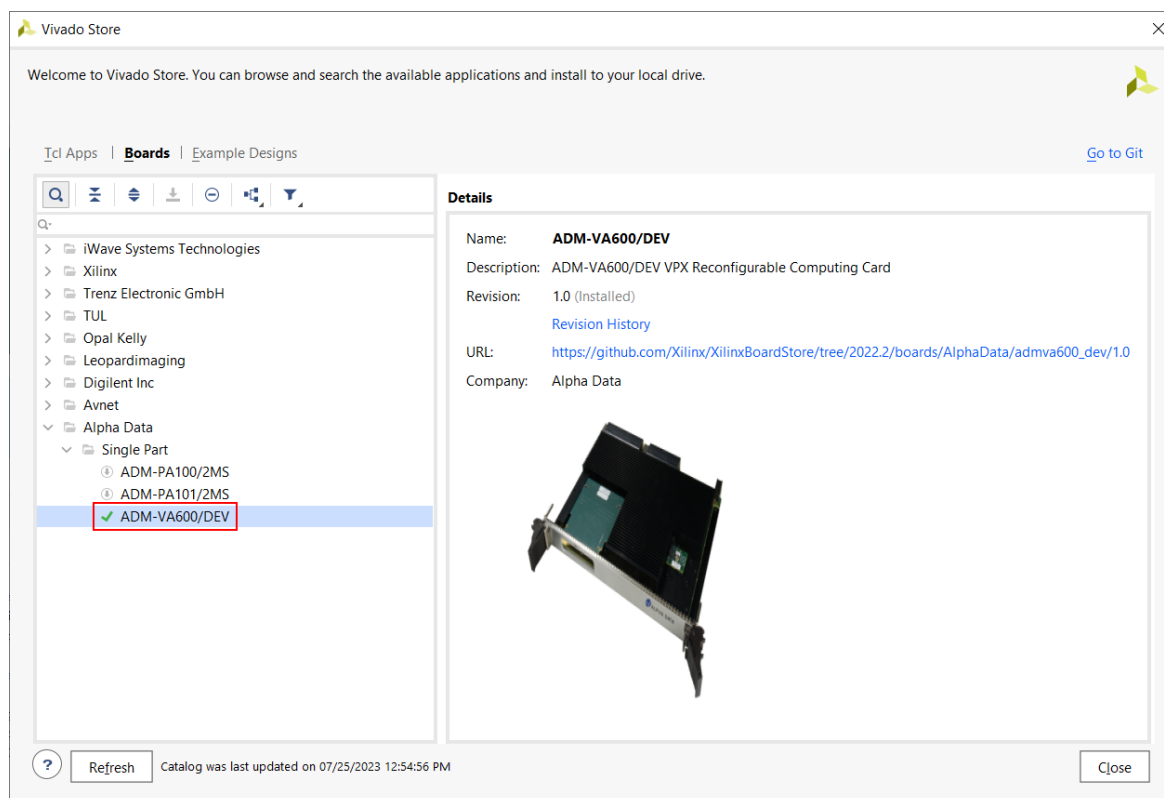 Vivado Store
Welcome to Vivado Store. You can browse and search the available applications and install to your local drive.
Tcl Apps | Boards | Example Designs
Go to Git
iWave Systems Technologies
Xilinx
Trenz Electronic GmbH
TUL
Opal Kelly
Leopardimaging
Digilent Inc
Avnet
Alpha Data
Single Part
ADM-PA100/2MS
ADM-PA101/2MS
ADM-VA600/DEV
Details
Name: ADM-VA600/DEV
Description: ADM-VA600/DEV VPX Reconfigurable Computing Card
Revision: 1.0 (Installed)
Revision History
URL: https://github.com/Xilinx/XilinxBoardStore/tree/2022.2/boards/AlphaData/admva600_dev/1.0
Company: Alpha Data
? Refresh Catalog was last updated on 07/25/2023 12:54:56 PM
Close